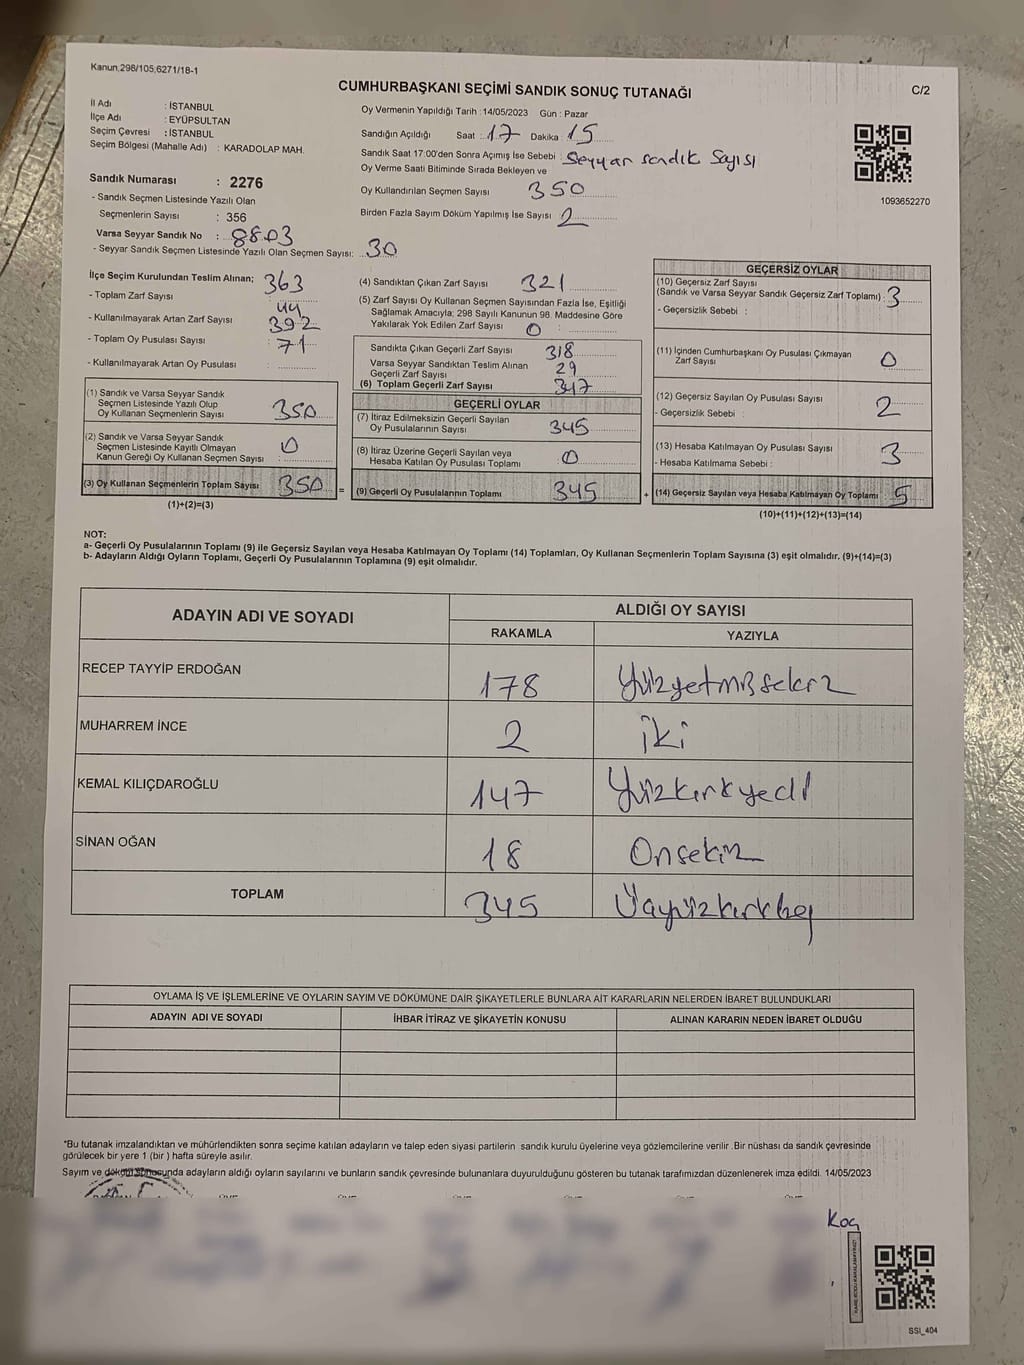 Kanun,298/105,6271/18-1
CUMHURBAŞKANI SEÇİMİ SANDIK SONUÇ TUTANAĞI
C/2
İl Adı : İSTANBUL
İlçe Adı : EYÜPSULTAN
Seçim Çevresi : İSTANBUL
Seçim Bölgesi (Mahalle Adı) : KARADOLAP MAH.
Sandık Numarası : 2276
- Sandık Seçmen Listesinde Yazılı Olan
Seçmenlerin Sayısı : 356
Varsa Seyyar Sandık No : 8803
- Seyyar Sandık Seçmen Listesinde Yazılı Olan Seçmen Sayısı: 30
Oy Vermenin Yapıldığı Tarih : 14/05/2023 Gün : Pazar
Sandığın Açıldığı Saat : 17 Dakika : 15
Sandık Saat 17:00'den Sonra Açımış İse Sebebi : Seyyar sandık Sayısı
Oy Verme Saati Bitiminde Sırada Bekleyen ve
Oy Kullandırılan Seçmen Sayısı 350
Birden Fazla Sayım Döküm Yapılmış İse Sayısı 2
1093652270
İlçe Seçim Kurulundan Teslim Alınan; 363
- Toplam Zarf Sayısı : 44
- Kullanılmayarak Artan Zarf Sayısı : 392
- Toplam Oy Pusulası Sayısı : 71
- Kullanılmayarak Artan Oy Pusulası :
(1) Sandık ve Varsa Seyyar Sandık
Seçmen Listesinde Yazılı Olup
Oy Kullanan Seçmenlerin Sayısı 350
(2) Sandık ve Varsa Seyyar Sandık
Seçmen Listesinde Kayıtlı Olmayan
Kanun Gereği Oy Kullanan Seçmen Sayısı : 0
(3) Oy Kullanan Seçmenlerin Toplam Sayısı 350
(1)+(2)=(3)
(4) Sandıktan Çıkan Zarf Sayısı 321
(5) Zarf Sayısı Oy Kullanan Seçmen Sayısından Fazla İse, Eşitliği
Sağlamak Amacıyla; 298 Sayılı Kanunun 98. Maddesine Göre
Yakılarak Yok Edilen Zarf Sayısı 0
Sandıkta Çıkan Geçerli Zarf Sayısı 318
Varsa Seyyar Sandıktan Teslim Alınan
Geçerli Zarf Sayısı 29
(6) Toplam Geçerli Zarf Sayısı 347
GEÇERLİ OYLAR
(7) İtiraz Edilmeksizin Geçerli Sayılan
Oy Pusulalarının Sayısı 345
(8) İtiraz Üzerine Geçerli Sayılan veya
Hesaba Katılan Oy Pusulası Toplamı 0
= (9) Geçerli Oy Pusulalarının Toplamı 345
GEÇERSİZ OYLAR
(10) Geçersiz Zarf Sayısı
(Sandık ve Varsa Seyyar Sandık Geçersiz Zarf Toplamı) : 3
- Geçersizlik Sebebi :
(11) İçinden Cumhurbaşkanı Oy Pusulası Çıkmayan
Zarf Sayısı 0
(12) Geçersiz Sayılan Oy Pusulası Sayısı 2
- Geçersizlik Sebebi :
(13) Hesaba Katılmayan Oy Pusulası Sayısı 3
- Hesaba Katılmama Sebebi :
+ (14) Geçersiz Sayılan veya Hesaba Katılmayan Oy Toplamı : 5
(10)+(11)+(12)+(13)=(14)
NOT:
a- Geçerli Oy Pusulalarının Toplamı (9) ile Geçersiz Sayılan veya Hesaba Katılmayan Oy Toplamı (14) Toplamları, Oy Kullanan Seçmenlerin Toplam Sayısına (3) eşit olmalıdır. (9)+(14)=(3)
b- Adayların Aldığı Oyların Toplamı, Geçerli Oy Pusulalarının Toplamına (9) eşit olmalıdır.
ADAYIN ADI VE SOYADI
ALDIĞI OY SAYISI
RAKAMLA YAZIYLA
RECEP TAYYİP ERDOĞAN 178 Yüzyetmişsekiz
MUHARREM İNCE 2 iki
KEMAL KILIÇDAROĞLU 147 Yüzkırkyedi
SİNAN OĞAN 18 Onsekiz
TOPLAM 345 Üçyüzkırkbeş
OYLAMA İŞ VE İŞLEMLERİNE VE OYLARIN SAYIM VE DÖKÜMÜNE DAİR ŞİKAYETLERLE BUNLARA AİT KARARLARIN NELERDEN İBARET BULUNDUKLARI
ADAYIN ADI VE SOYADI İHBAR İTİRAZ VE ŞİKAYETİN KONUSU ALINAN KARARIN NEDEN İBARET OLDUĞU
*Bu tutanak imzalandıktan ve mühürlendikten sonra seçime katılan adayların ve talep eden siyasi partilerin sandık kurulu üyelerine veya gözlemcilerine verilir .Bir nüshası da sandık çevresinde
görülecek bir yere 1 (bir ) hafta süreyle asılır.
Sayım ve döküm sonucunda adayların aldığı oyların sayılarını ve bunların sandık çevresinde bulunanlara duyurulduğunu gösteren bu tutanak tarafımızdan düzenlenerek imza edildi. 14/05/2023
Koç
SSI_404